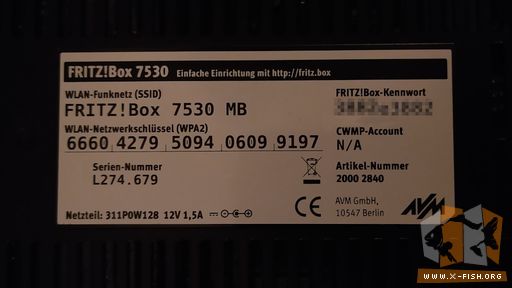 FRITZ!Box 7530 Einfache Einrichtung mit http://fritz.box
WLAN-Funknetz (SSID)
FRITZ!Box 7530 MB
WLAN-Netzwerkschlüssel (WPA2)
6660 4279 5094 0609 9197
Serien-Nummer
L274.679
Netzteil: 311POW128 12V 1,5A
FRITZ!Box-Kennwort
CWMP-Account
N/A
Artikel-Nummer
2000 2840
CE
AVM GmbH,
10547 Berlin
AVM
WWW.X-FISH.ORG